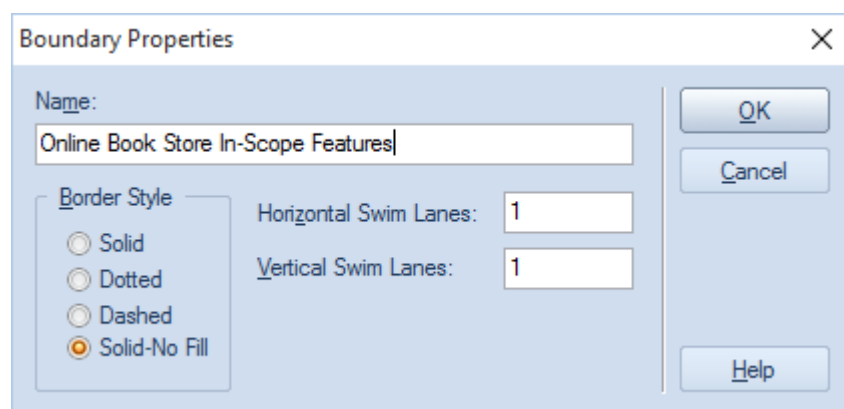 Boundary Properties
Name:
OK
Online Book Store In-Scope Features
Cancel
Border Style
Horizontal Swim Lanes: 1
Solid
Vertical Swim Lanes: 1
Dotted
Dashed
Solid-No Fill
Help